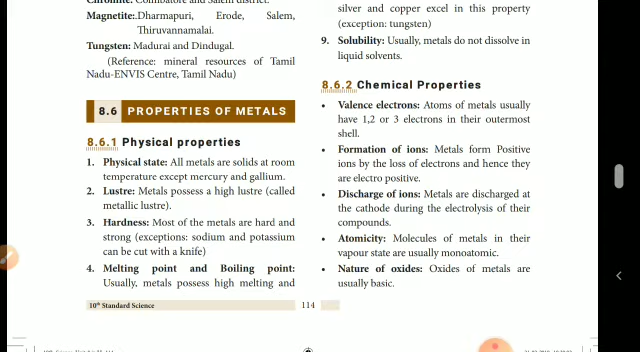 Magnetite:.Dharmapuri, Erode, Salem,
Thiruvannamalai.
Tungsten: Madurai and Dindugal.
(Reference: mineral resources of Tamil
Nadu-ENVIS Centre, Tamil Nadu)
8.6 PROPERTIES OF METALS
8.6.1 Physical properties
1. Physical state: All metals are solids at room
temperature except mercury and gallium.
2. Lustre: Metals possess a high lustre (called
metallic lustre).
3. Hardness: Most of the metals are hard and
strong (exceptions: sodium and potassium
can be cut with a knife)
4. Melting point and Boiling point:
Usually, metals possess high melting and
silver and copper excel in this property
(exception: tungsten)
9. Solubility: Usually, metals do not dissolve in
liquid solvents.
8.6.2 Chemical Properties
• Valence electrons: Atoms of metals usually
have 1,2 or 3 electrons in their outermost
shell.
• Formation of ions: Metals form Positive
ions by the loss of electrons and hence they
are electro positive.
• Discharge of ions: Metals are discharged at
the cathode during the electrolysis of their
compounds.
• Atomicity: Molecules of metals in their
vapour state are usually monoatomic.
• Nature of oxides: Oxides of metals are
usually basic.
10th Standard Science
114